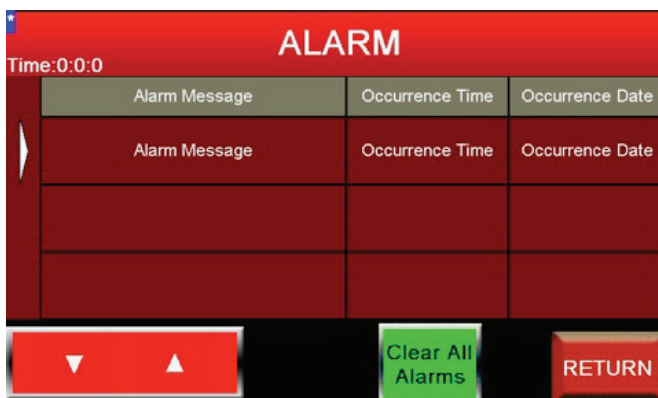 *
ALARM
Time:0:0:0
Alarm Message Occurrence Time Occurrence Date
Alarm Message Occurrence Time Occurrence Date
Clear All
Alarms
RETURN